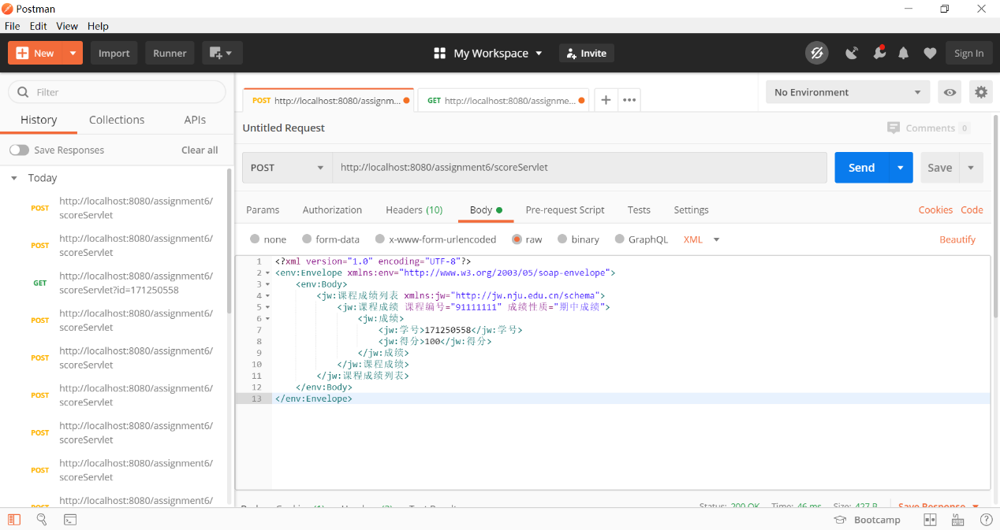 Postman
File Edit View Help
New Import Runner My Workspace Invite Sign In
Filter
History Collections APIs
Save Responses Clear all
Today
POST http://localhost:8080/assignment6/
scoreServlet
POST http://localhost:8080/assignment6/
scoreServlet
GET http://localhost:8080/assignment6/
scoreServlet?id=171250558
POST http://localhost:8080/assignment6/
scoreServlet
POST http://localhost:8080/assignment6/
scoreServlet
POST http://localhost:8080/assignment6/
scoreServlet
POST http://localhost:8080/assignment6/
scoreServlet
POST http://localhost:8080/assignment6/
scoreServlet
POST http://localhost:8080/assignment6/
POST http://localhost:8080/assignm... GET http://localhost:8080/assignme... No Environment
Untitled Request Comments 0
POST http://localhost:8080/assignment6/scoreServlet Send Save
Params Authorization Headers (10) Body Pre-request Script Tests Settings Cookies Code
none form-data x-www-form-urlencoded raw binary GraphQL XML Beautify
1 <?xml version="1.0" encoding="UTF-8"?>
2 <env:Envelope xmlns:env="http://www.w3.org/2003/05/soap-envelope">
3 <env:Body>
4 <jw:课程成绩列表 xmlns:jw="http://jw.nju.edu.cn/schema">
5 <jw:课程成绩 课程编号="91111111" 成绩性质="期中成绩">
6 <jw:成绩>
7 <jw:学号>171250558</jw:学号>
8 <jw:得分>100</jw:得分>
9 </jw:成绩>
10 </jw:课程成绩>
11 </jw:课程成绩列表>
12 </env:Body>
13 </env:Envelope>
Status: 200 OK Time: 46 ms Size: 427 B Save Response
Bootcamp